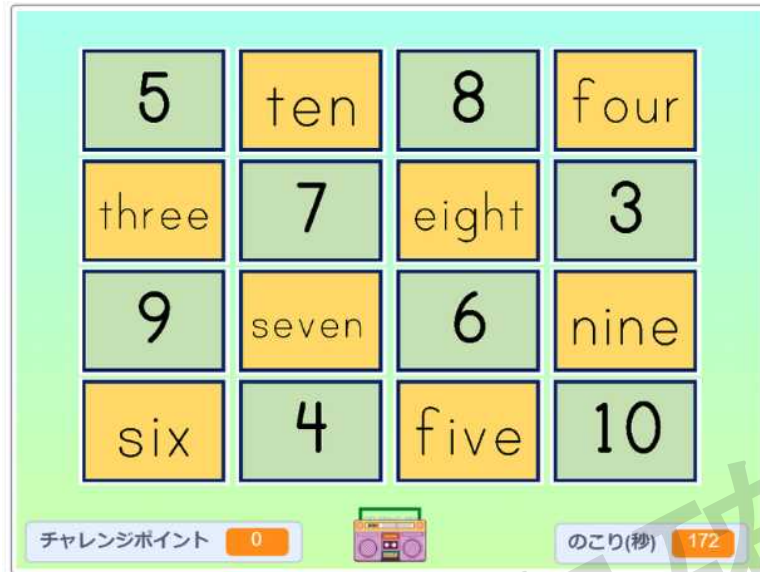 5 ten 8 four
three 7 eight 3
9 seven 6 nine
six 4 five 10
チャレンジポイント 0 のこり(秒) 172